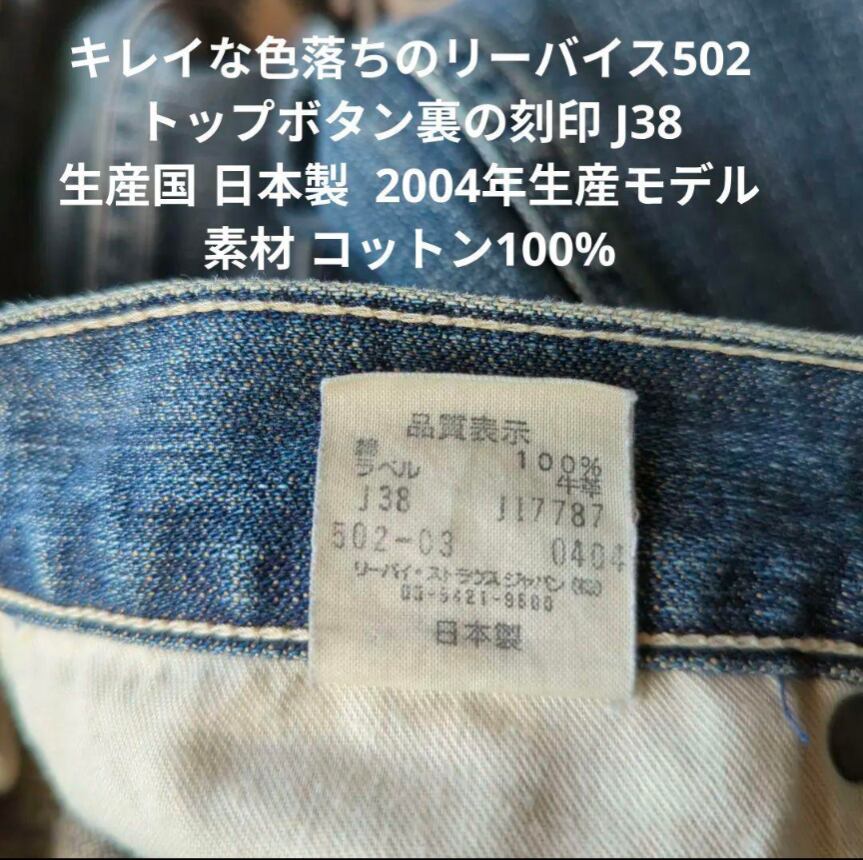 キレイな色落ちのリーバイス502
トップボタン裏の刻印 J38
生産国 日本製 2004年生産モデル
素材 コットン100%
品質表示
綿 100%
ラベル 牛革
J38 J17787
502-03 0404
リーバイ・ストラウス ジャパン(株)
03-5421-9500
日本製